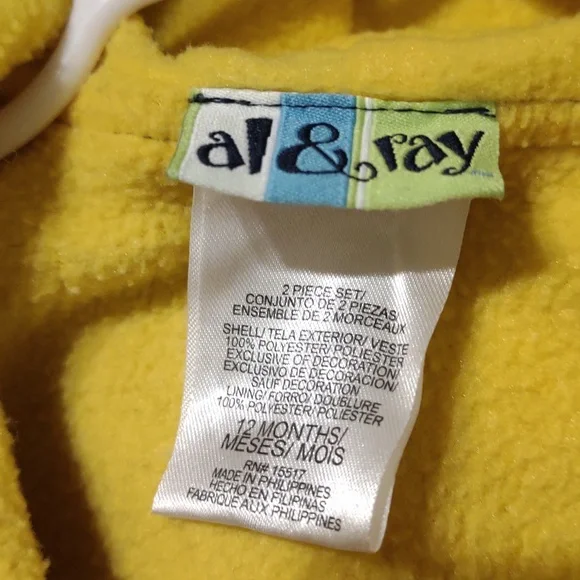 al & ray
2 PIECE SET/
CONJUNTO DE 2 PIEZAS/
ENSEMBLE DE 2 MORCEAUX
SHELL/TELA EXTERIOR/VESTE
100% POLYESTER/POLIESTER
EXCLUSIVE OF DECORATION/
EXCLUSIVO DE DECORACION/
SAUF DECORATION
LINING/FORRO/DOUBLURE
100% POLYESTER/POLIESTER
12 MONTHS/
MESES/MOIS
RN# 15517
MADE IN PHILIPPINES
HECHO EN FILIPINAS
FABRIQUE AUX PHILIPPINES